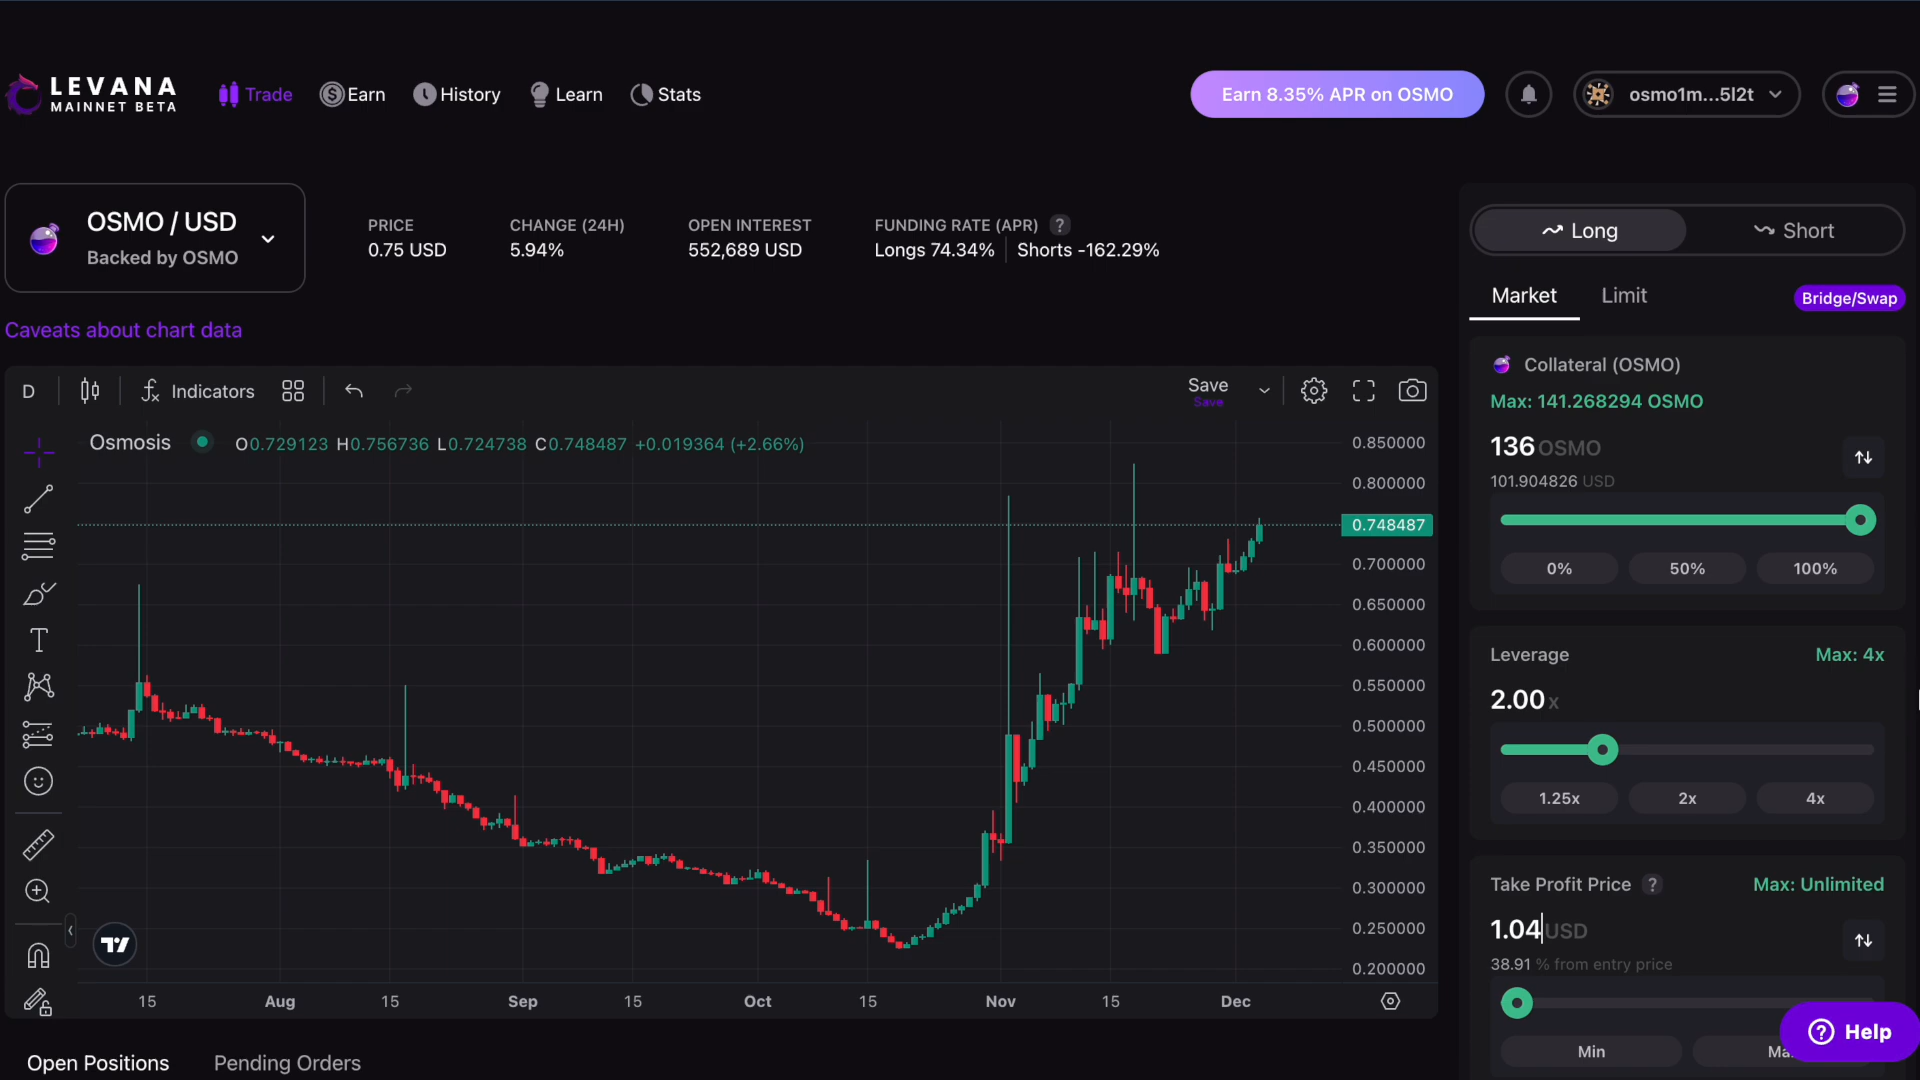 LEVANA
MAINNET BETA
Trade
Earn
History
Learn
Stats
Earn 8.35% APR on OSMO
osmo1m...5l2t
OSMO / USD
Backed by OSMO
PRICE
0.75 USD
CHANGE (24H)
5.94%
OPEN INTEREST
552,689 USD
FUNDING RATE (APR) ?
Longs 74.34% Shorts -162.29%
Caveats about chart data
D
Indicators
Save
Save
Osmosis
O0.729123 H0.756736 L0.724738 C0.748487 +0.019364 (+2.66%)
0.850000
0.800000
0.748487
0.700000
0.650000
0.600000
0.550000
0.500000
0.450000
0.400000
0.350000
0.300000
0.250000
0.200000
15 Aug 15 Sep 15 Oct 15 Nov 15 Dec
Open Positions
Pending Orders
Long
Short
Market
Limit
Bridge/Swap
Collateral (OSMO)
Max: 141.268294 OSMO
136 OSMO
101.904826 USD
0%
50%
100%
Leverage
Max: 4x
2.00 x
1.25x
2x
4x
Take Profit Price ?
Max: Unlimited
1.04 USD
38.91 % from entry price
Min
? Help